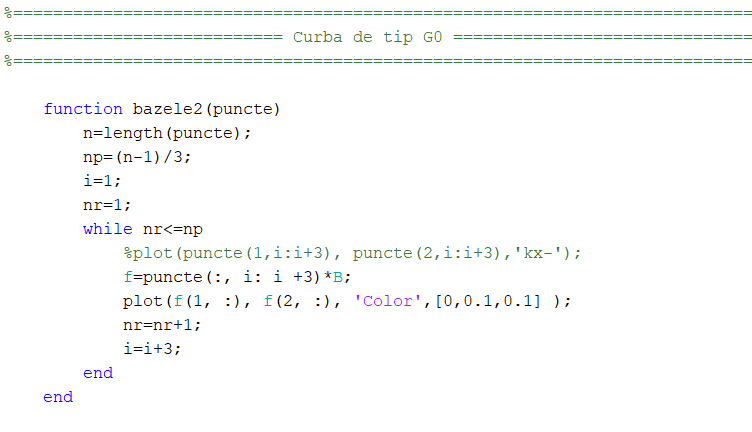 %======================================================================
%========================== Curba de tip G0 =============================
%======================================================================
function bazele2(puncte)
n=length(puncte);
np=(n-1)/3;
i=1;
nr=1;
while nr<=np
%plot(puncte(1,i:i+3), puncte(2,i:i+3),'kx-');
f=puncte(:, i: i +3)*B;
plot(f(1, :), f(2, :), 'Color',[0,0.1,0.1] );
nr=nr+1;
i=i+3;
end
end